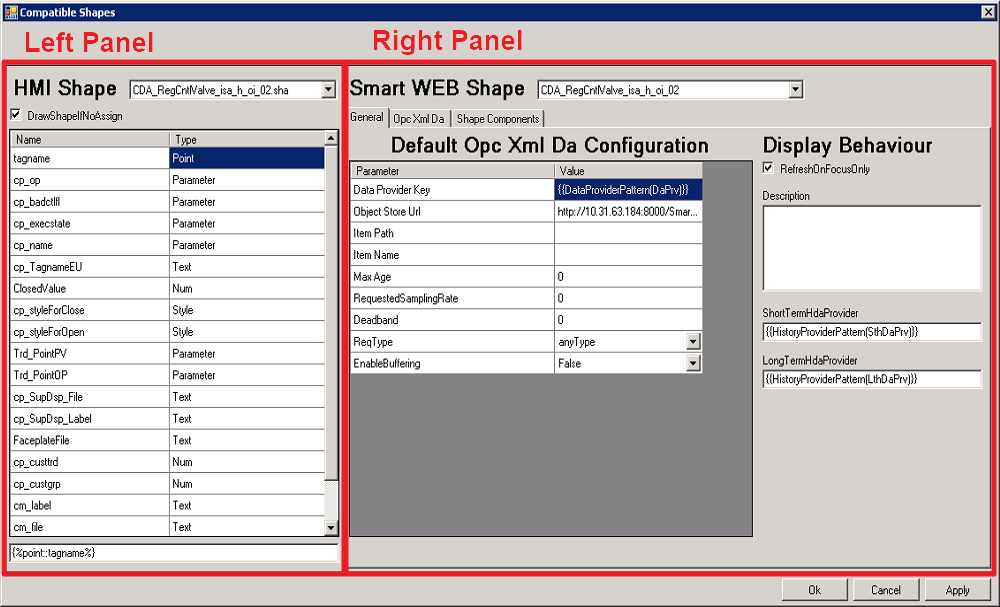 Compatible Shapes
Left Panel
HMI Shape
CDA_RegCntlValve_isa_h_oi_02.sha
DrawShapeIfNoAssign
Name Type
tagname Point
cp_op Parameter
cp_badctlfl Parameter
cp_execstate Parameter
cp_name Parameter
cp_TagnameEU Text
ClosedValue Num
cp_styleForClose Style
cp_styleForOpen Style
Trd_PointPV Parameter
Trd_PointOP Parameter
cp_SupDsp_File Text
cp_SupDsp_Label Text
FaceplateFile Text
cp_custtrd Num
cp_custgrp Num
cm_label Text
cm_file Text
{%point::tagname%}
Right Panel
Smart WEB Shape
CDA_RegCntlValve_isa_h_oi_02
General Opc Xml Da Shape Components
Default Opc Xml Da Configuration
Parameter Value
Data Provider Key {{DataProviderPattern(DaPrv)}}
Object Store Url http://10.31.63.184:8000/Smar...
Item Path
Item Name
Max Age 0
RequestedSamplingRate 0
Deadband 0
ReqType anyType
EnableBuffering False
Display Behaviour
RefreshOnFocusOnly
Description
ShortTermHdaProvider
{{HistoryProviderPattern(SthDaPrv)}}
LongTermHdaProvider
{{HistoryProviderPattern(LthDaPrv)}}
Ok Cancel Apply